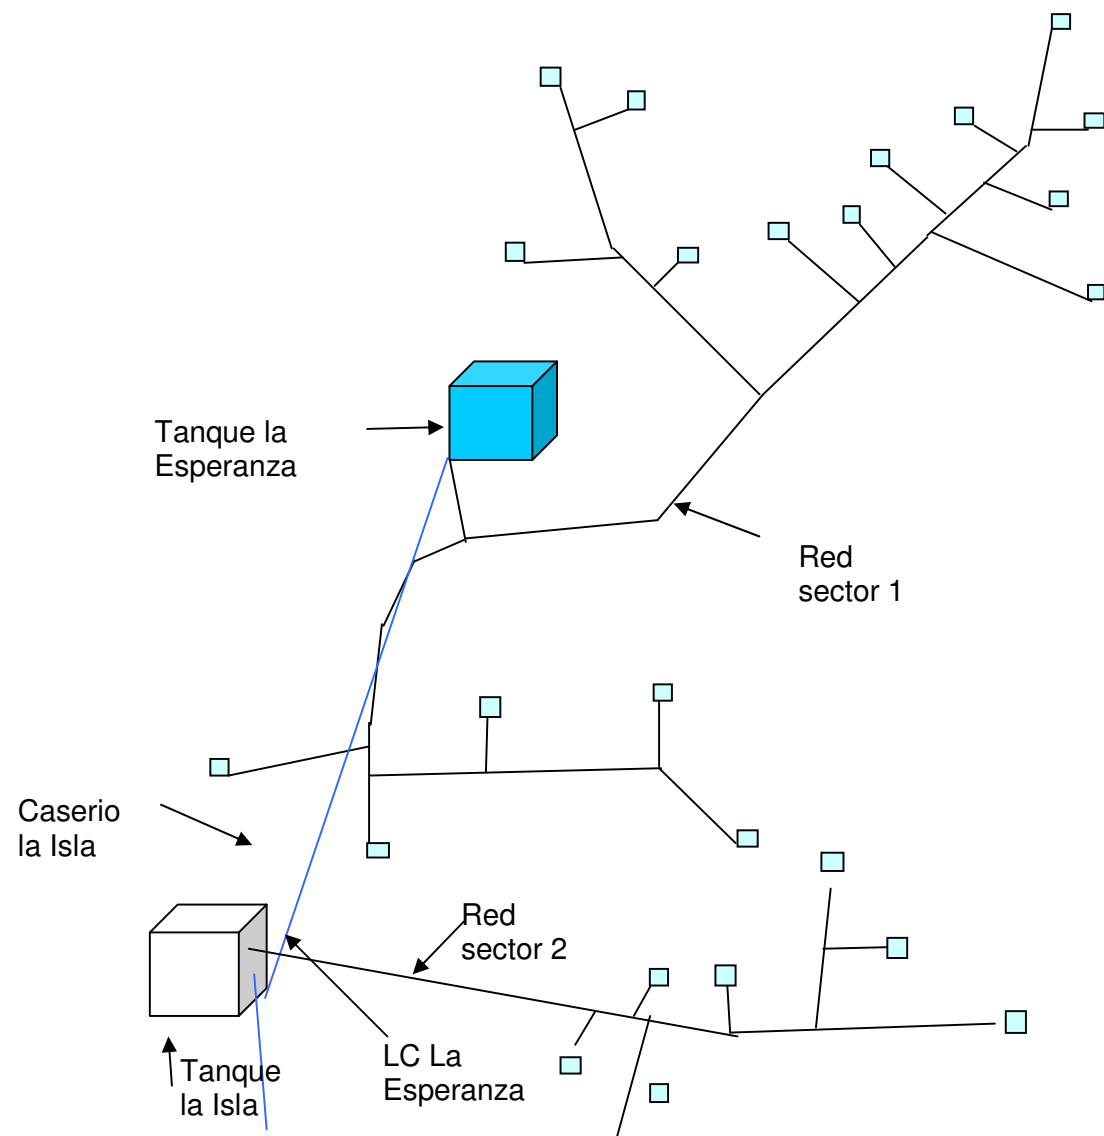 Tanque la
Esperanza
Red
sector 1
Caserio
la Isla
Red
sector 2
LC La
Esperanza
Tanque
la Isla